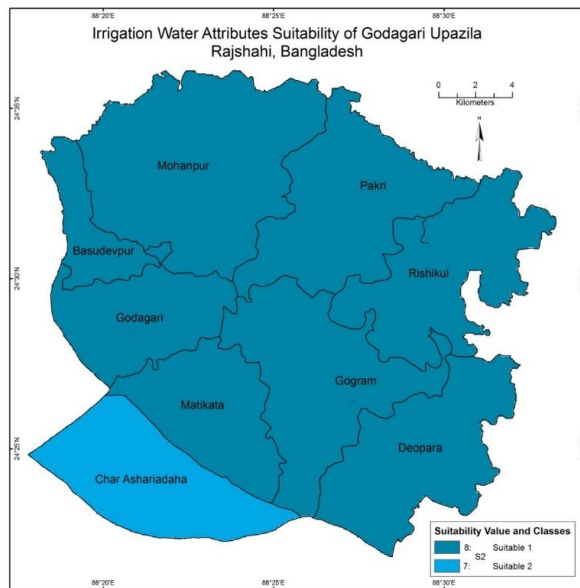 Irrigation Water Attributes Suitability of Godagari Upazila
Rajshahi, Bangladesh
88°20'E 88°25'E 88°30'E
2 0 2 4
Kilometers
N
24°35'N
24°30'N
24°25'N
Mohanpur
Pakri
Basudevpur
Rishikul
Godagari
Gogram
Matikata
Deopara
Char Ashariadaha
Suitability Value and Classes
8: Suitable 1
S2
7: Suitable 2
88°20'E 88°25'E 88°30'E